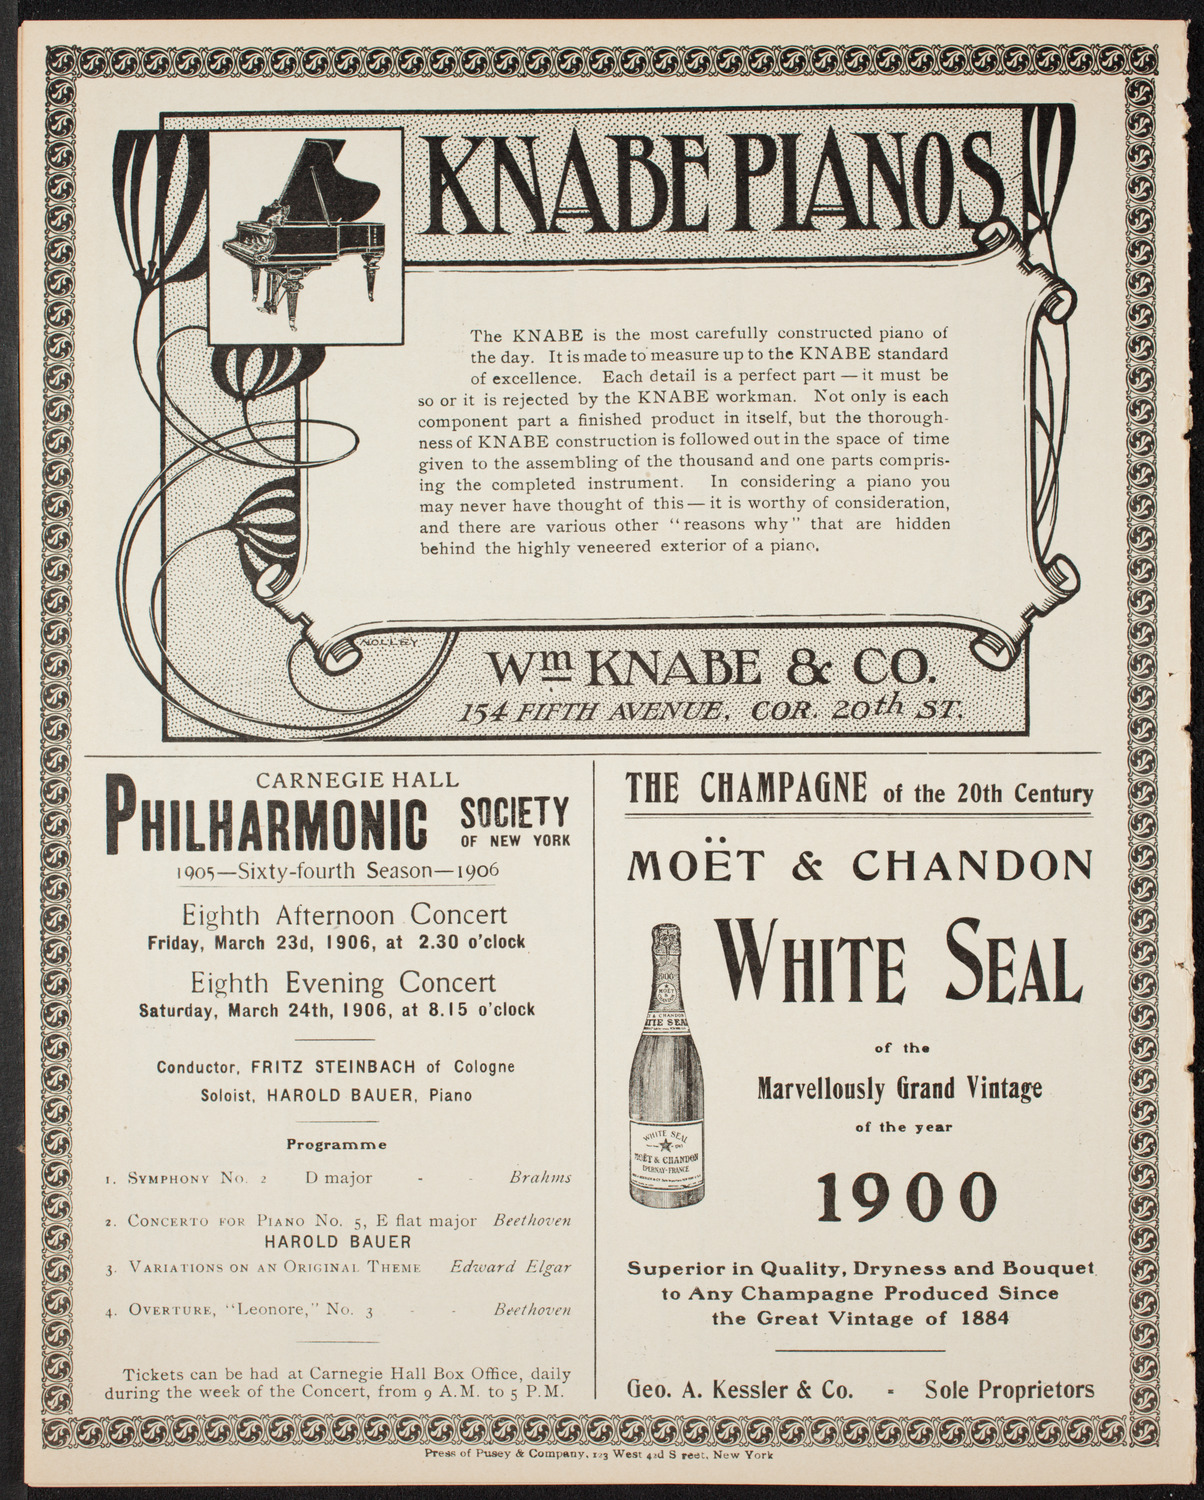 KNABE PIANOS
The KNABE is the most carefully constructed piano of
the day. It is made to measure up to the KNABE standard
of excellence. Each detail is a perfect part — it must be
so or it is rejected by the KNABE workman. Not only is each
component part a finished product in itself, but the thorough-
ness of KNABE construction is followed out in the space of time
given to the assembling of the thousand and one parts compris-
ing the completed instrument. In considering a piano you
may never have thought of this — it is worthy of consideration,
and there are various other "reasons why" that are hidden
behind the highly veneered exterior of a piano.
NOLLEY
Wm KNABE & CO.
154 FIFTH AVENUE, COR. 20th ST.
CARNEGIE HALL
PHILHARMONIC SOCIETY
OF NEW YORK
1905—Sixty-fourth Season—1906
Eighth Afternoon Concert
Friday, March 23d, 1906, at 2.30 o'clock
Eighth Evening Concert
Saturday, March 24th, 1906, at 8.15 o'clock
Conductor, FRITZ STEINBACH of Cologne
Soloist, HAROLD BAUER, Piano
Programme
1. SYMPHONY NO. 2 D major - - Brahms
2. CONCERTO FOR PIANO NO. 5, E flat major Beethoven
HAROLD BAUER
3. VARIATIONS ON AN ORIGINAL THEME Edward Elgar
4. OVERTURE, "Leonore," No. 3 - - Beethoven
Tickets can be had at Carnegie Hall Box Office, daily
during the week of the Concert, from 9 A.M. to 5 P.M.
THE CHAMPAGNE of the 20th Century
MOËT & CHANDON
WHITE SEAL
of the
Marvellously Grand Vintage
of the year
1900
WHITE SEAL
MOËT & CHANDON
EPERNAY-FRANCE
Superior in Quality, Dryness and Bouquet
to Any Champagne Produced Since
the Great Vintage of 1884
Geo. A. Kessler & Co. - Sole Proprietors
Press of Pusey & Company, 123 West 42d S reet, New York